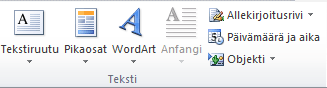 Tekstiruutu Pikaosat WordArt Anfangi
Allekirjoitusrivi
Päivämäärä ja aika
Objekti
Teksti